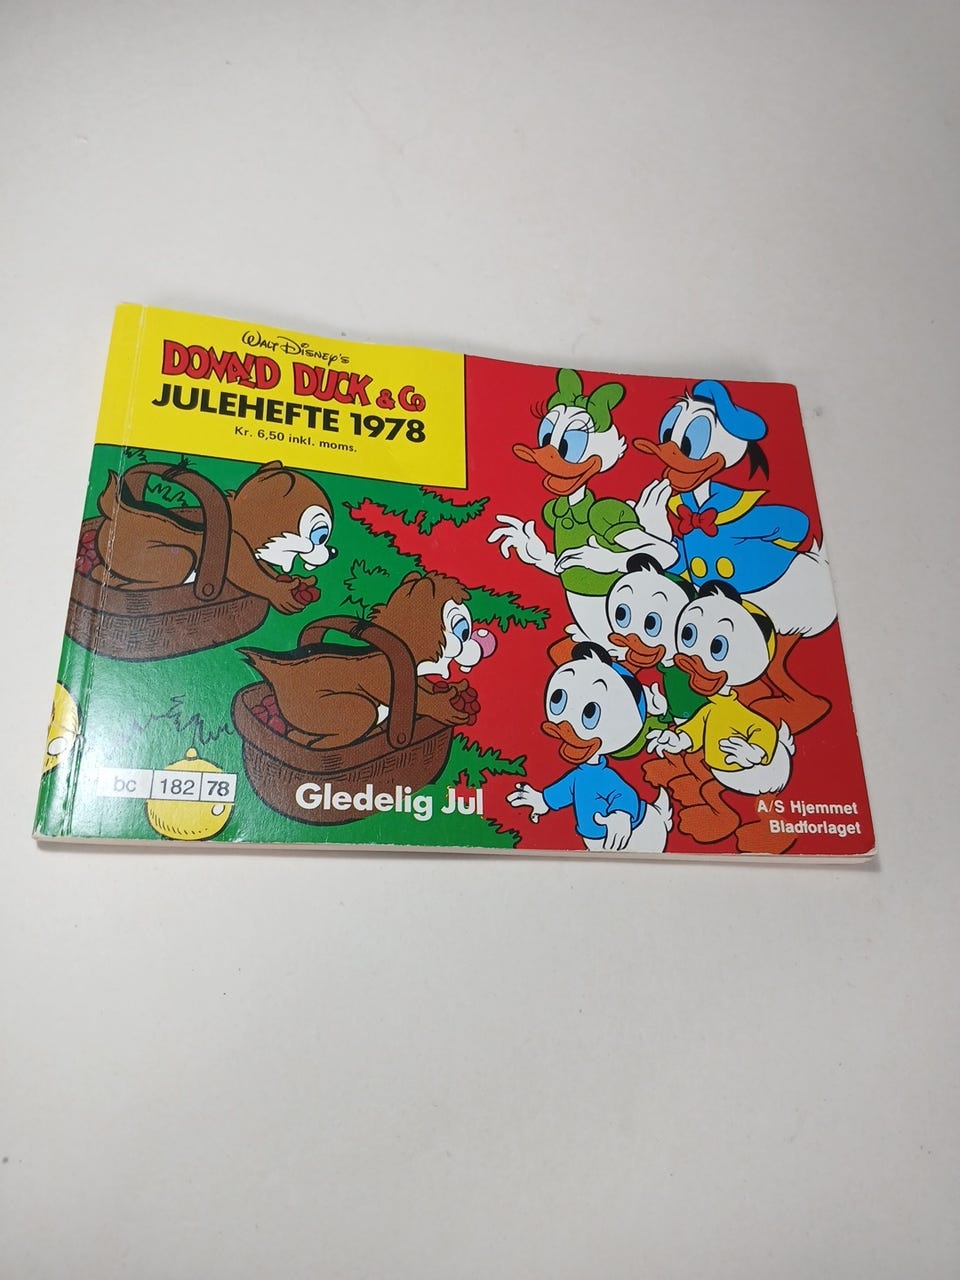 WALT DISNEY'S
DONALD DUCK & Co
JULEHEFTE 1978
Kr. 6,50 inkl. moms.
bc 182 78
Gledelig Jul
A/S Hjemmet
Bladforlaget